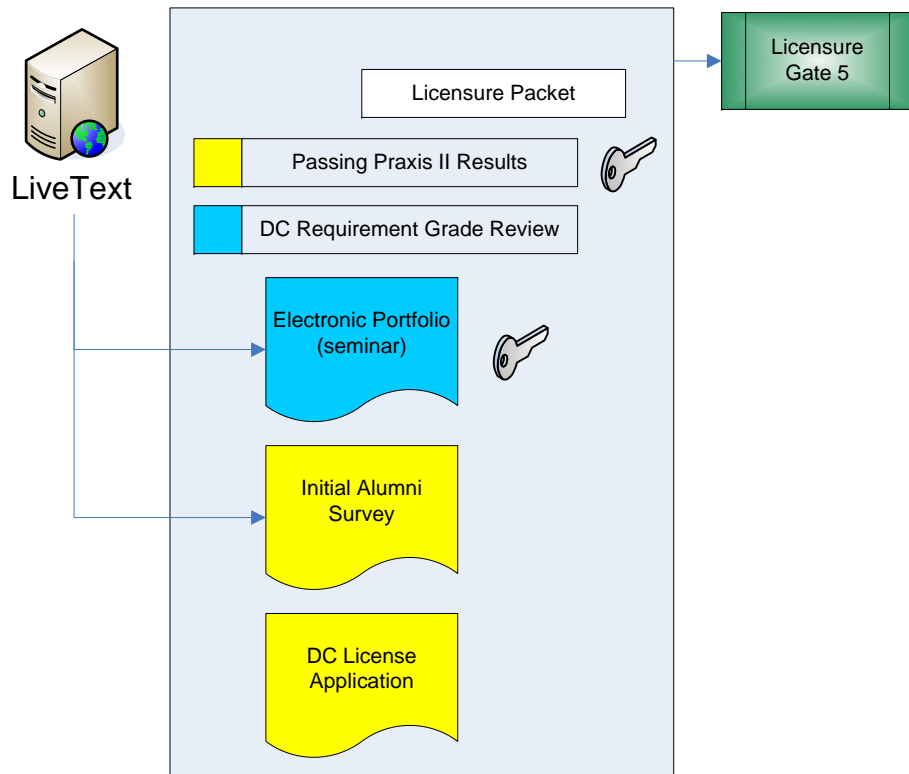 Licensure
Gate 5
Licensure Packet
Passing Praxis II Results
LiveText
DC Requirement Grade Review
Electronic Portfolio
(seminar)
Initial Alumni
Survey
DC License
Application